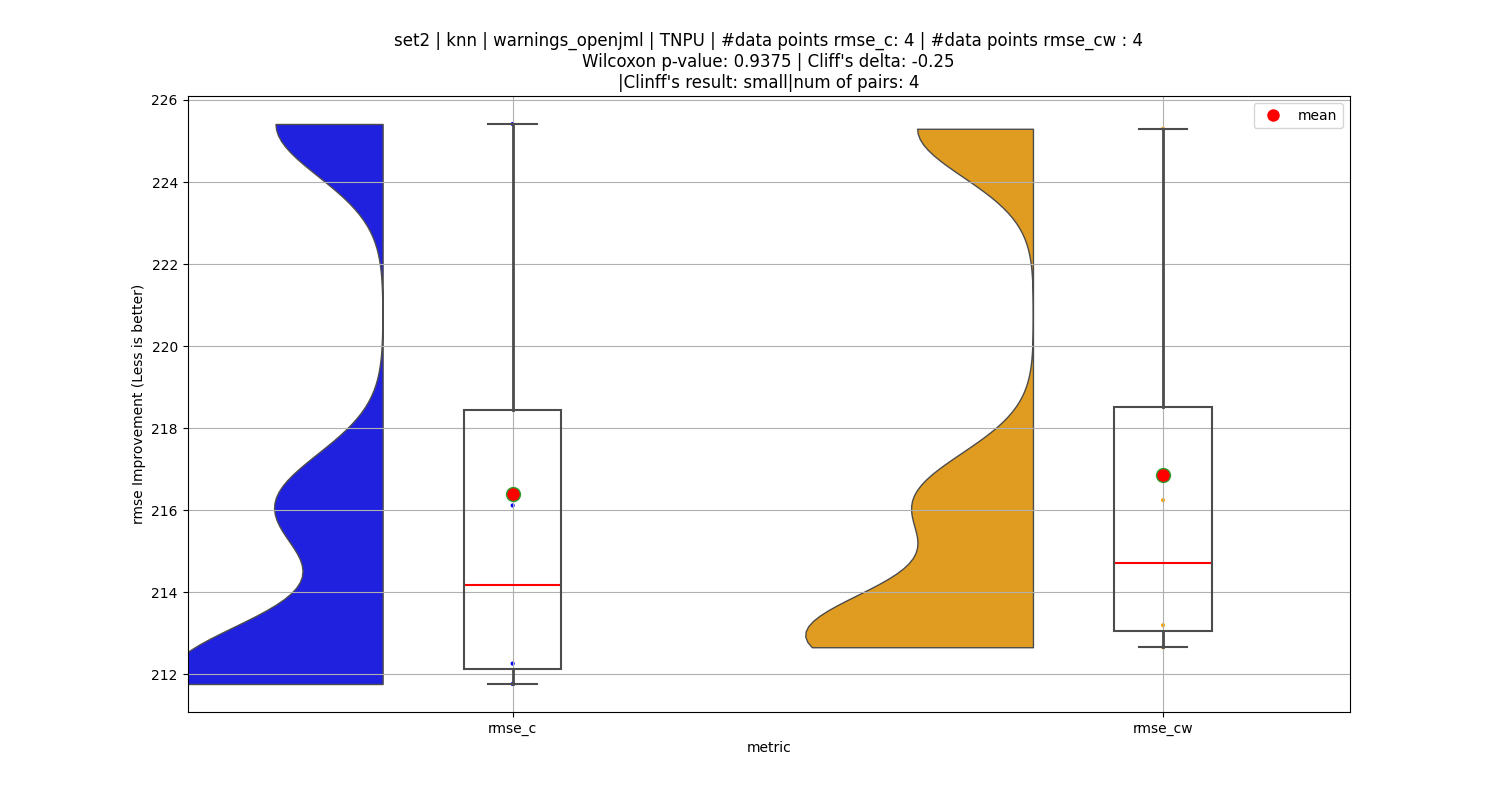 set2 | knn | warnings_openjml | TNPU | #data points rmse_c: 4 | #data points rmse_cw : 4
Wilcoxon p-value: 0.9375 | Cliff's delta: -0.25
|Clinff's result: small|num of pairs: 4
mean
226
224
222
220
218
216
214
212
rmse Improvement (Less is better)
rmse_c
rmse_cw
metric